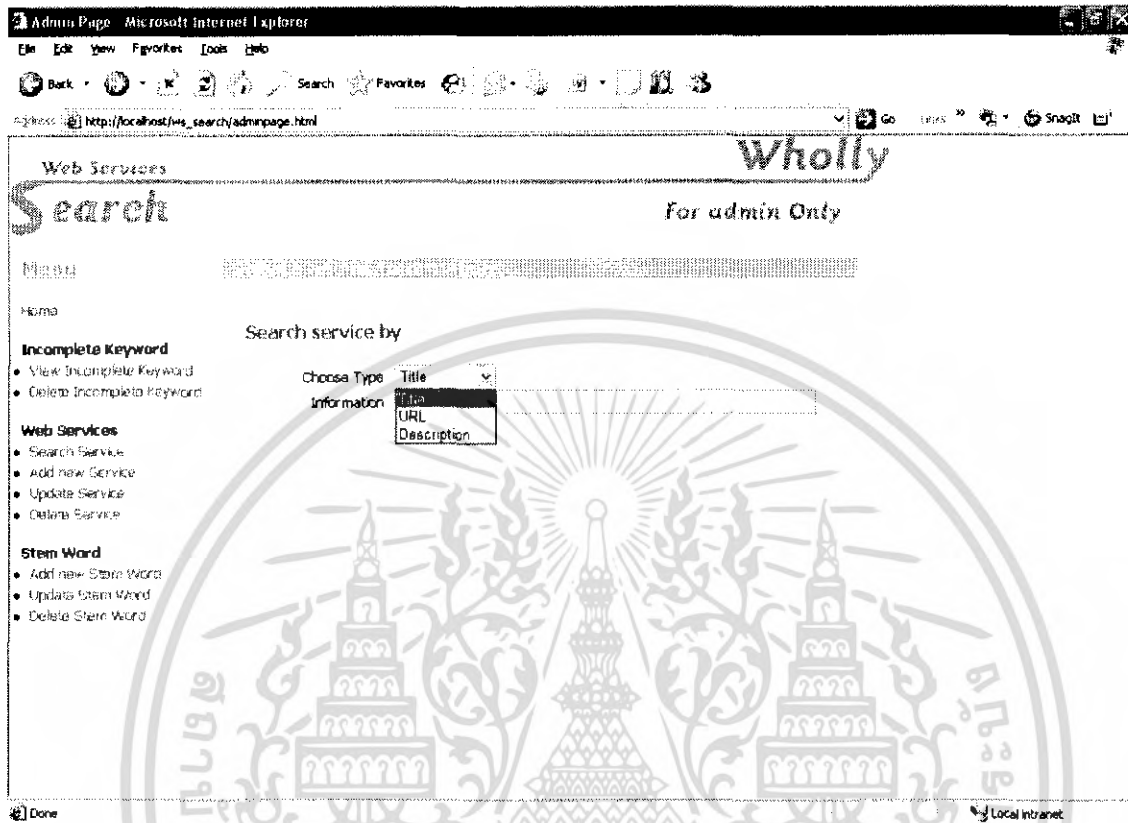 Admin Page Microsoft Internet Explorer
File Edit View Favorites Tools Help
Back Search Favorites
Address http://localhost/ws_search/adminpage.html Go Links » SnagIt
Web Services Wholly
Search For admin Only
Menu
Home
Search service by
Incomplete Keyword
• View Incomplete Keyword
• Delete Incomplete Keyword
Choose Type Title
Information Title
URL
Description
Web Services
• Search Service
• Add new Service
• Update Service
• Delete Service
Stem Word
• Add new Stem Word
• Update Stem Word
• Delete Stem Word
Done Local intranet